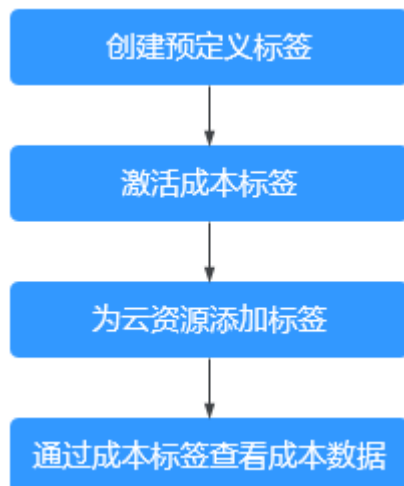 创建预定义标签
激活成本标签
为云资源添加标签
通过成本标签查看成本数据